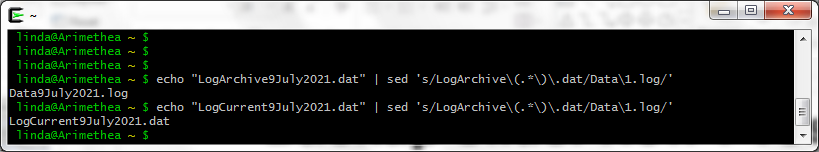 ~
linda@Arimethea ~ $
linda@Arimethea ~ $
linda@Arimethea ~ $
linda@Arimethea ~ $ echo "LogArchive9July2021.dat" | sed 's/LogArchive\(.*\)\.dat/Data\1.log/'
Data9July2021.log
linda@Arimethea ~ $ echo "LogCurrent9July2021.dat" | sed 's/LogArchive\(.*\)\.dat/Data\1.log/'
LogCurrent9July2021.dat
linda@Arimethea ~ $